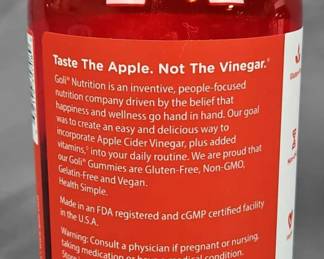 Taste The Apple. Not The Vinegar.®
Goli® Nutrition is an inventive, people-focused
nutrition company driven by the belief that
happiness and wellness go hand in hand. Our goal
was to create an easy and delicious way to
incorporate Apple Cider Vinegar, plus added
vitamins,◊ into your daily routine. We are proud that
our Goli® Gummies are Gluten-Free, Non-GMO,
Gelatin-Free and Vegan.
Health Simple.
Made in an FDA registered and cGMP certified facility
in the U.S.A.
Warning: Consult a physician if pregnant or nursing,
taking medication or have a medical condition.